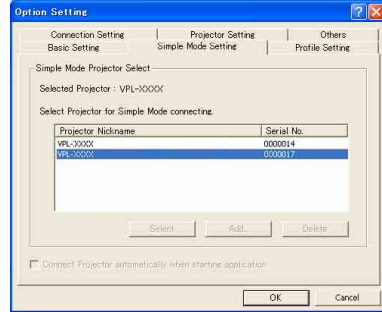 Option Setting
Connection Setting Projector Setting Others
Basic Setting Simple Mode Setting Profile Setting
Simple Mode Projector Select
Selected Projector : VPL-XXXX
Select Projector for Simple Mode connecting.
Projector Nickname Serial No.
VPL-XXXX 0000014
VPL-XXXX 0000017
Select Add... Delete
Connect Projector automatically when starting application
OK Cancel